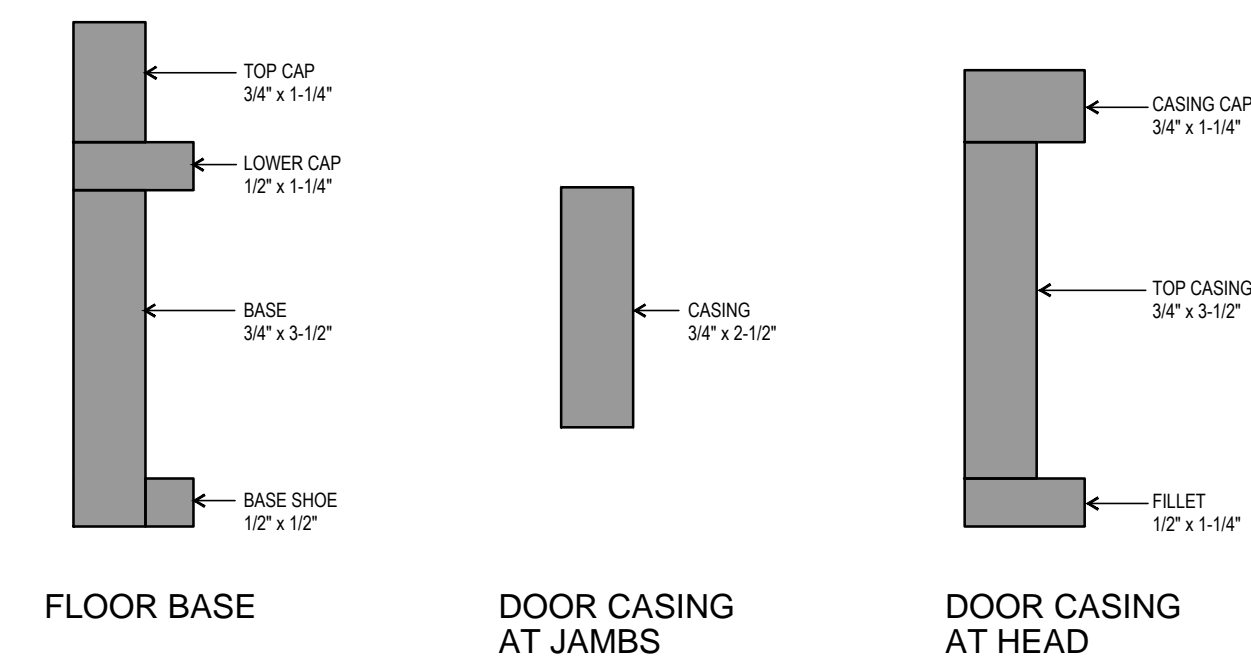 TOP CAP
3/4" x 1-1/4"
LOWER CAP
1/2" x 1-1/4"
BASE
3/4" x 3-1/2"
BASE SHOE
1/2" x 1/2"
FLOOR BASE
CASING
3/4" x 2-1/2"
DOOR CASING
AT JAMBS
CASING CAP
3/4" x 1-1/4"
TOP CASING
3/4" x 3-1/2"
FILLET
1/2" x 1-1/4"
DOOR CASING
AT HEAD